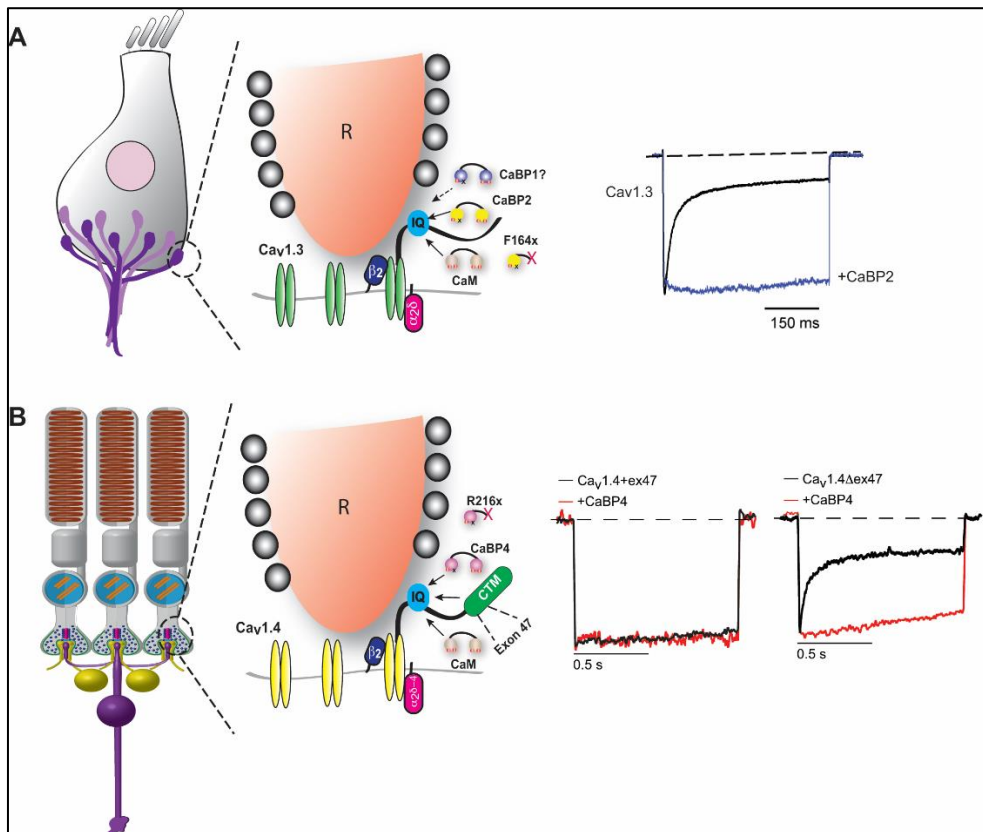 A
R
CaBP1?
CaBP2
IQ
F164x
Cav1.3
β2
CaM
α2δ
Cav1.3
+CaBP2
150 ms
B
R
R216x
CaBP4
IQ
CTM
Exon 47
Cav1.4
β2
CaM
α2δ-4
Cav1.4+ex47
+CaBP4
0.5 s
Cav1.4Δex47
+CaBP4
0.5 s